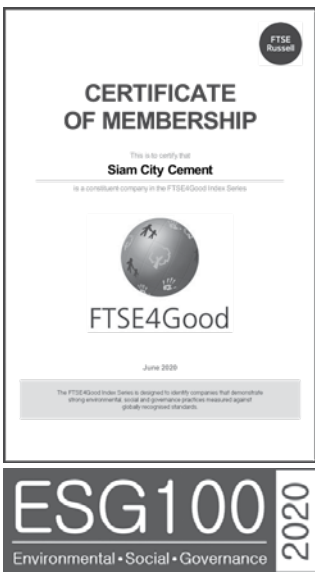 FTSE
Russell
CERTIFICATE
OF MEMBERSHIP
This is to certify that
Siam City Cement
is a constituent company in the FTSE4Good Index Series
FTSE4Good
June 2020
The FTSE4Good Index Series is designed to identify companies that demonstrate
strong environmental, social and governance practices measured against
globally recognised standards.
ESG100
2020
Environmental • Social • Governance